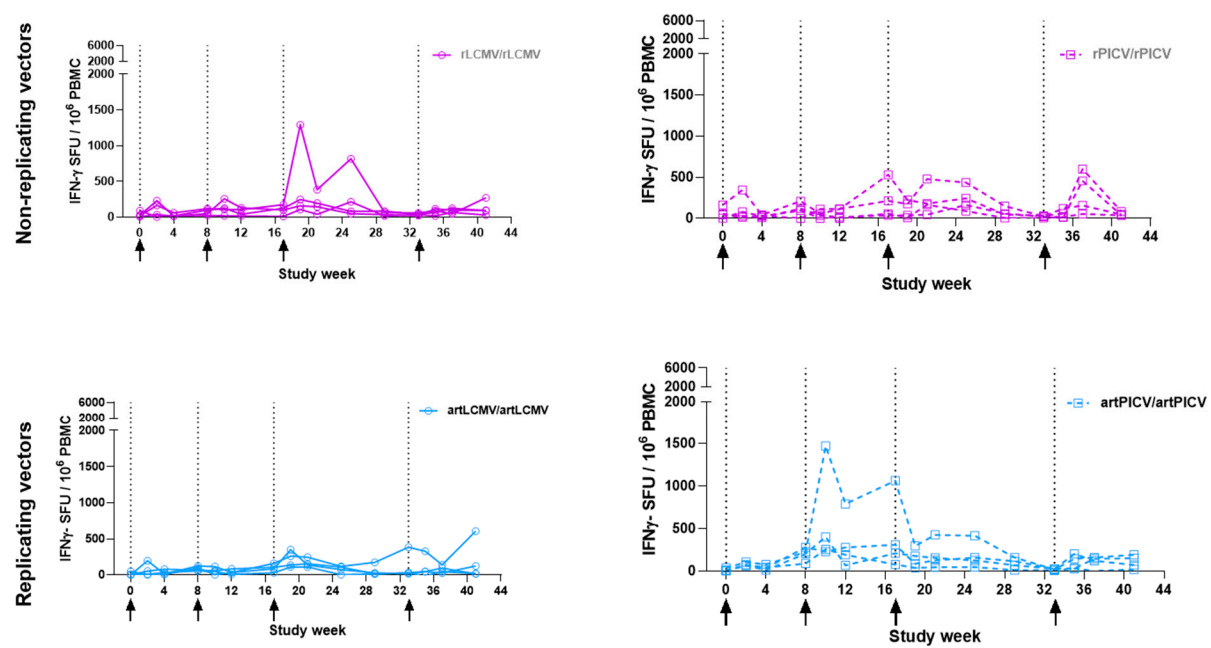 Non-replicating vectors
IFN-γ SFU / 10⁶ PBMC
6000
2000
2000
1500
1000
500
0
rLCMV/rLCMV
0 4 8 12 16 20 24 28 32 36 40 44
Study week
IFN-γ SFU / 10⁶ PBMC
6000
4000
2000
2000
1500
1000
500
0
rPICV/rPICV
0 4 8 12 16 20 24 28 32 36 40 44
Study week
Replicating vectors
IFNγ- SFU / 10⁶ PBMC
6000
2000
2000
1500
1000
500
0
artLCMV/artLCMV
0 4 8 12 16 20 24 28 32 36 40 44
Study week
IFNγ- SFU / 10⁶ PBMC
6000
4000
2000
2000
1500
1000
500
0
artPICV/artPICV
0 4 8 12 16 20 24 28 32 36 40 44
Study week